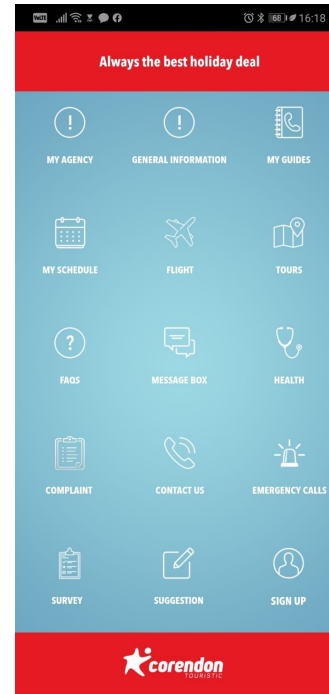 68 16:18
Always the best holiday deal
MY AGENCY GENERAL INFORMATION MY GUIDES
MY SCHEDULE FLIGHT TOURS
FAQS MESSAGE BOX HEALTH
COMPLAINT CONTACT US EMERGENCY CALLS
SURVEY SUGGESTION SIGN UP
corendon
TOURISTIC